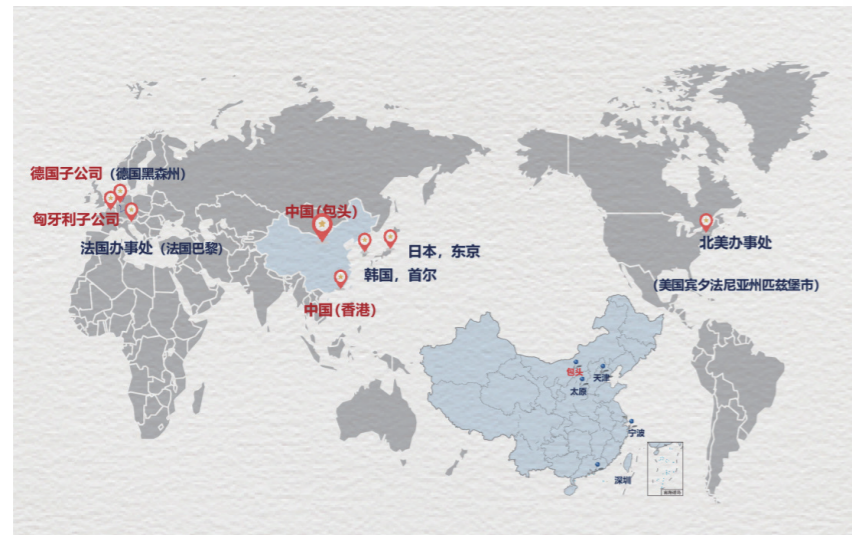 德国子公司（德国黑森州）
匈牙利子公司
法国办事处（法国巴黎）
中国(包头)
日本，东京
韩国，首尔
中国(香港)
北美办事处
（美国宾夕法尼亚州匹兹堡市）
包头
天津
太原
宁波
深圳